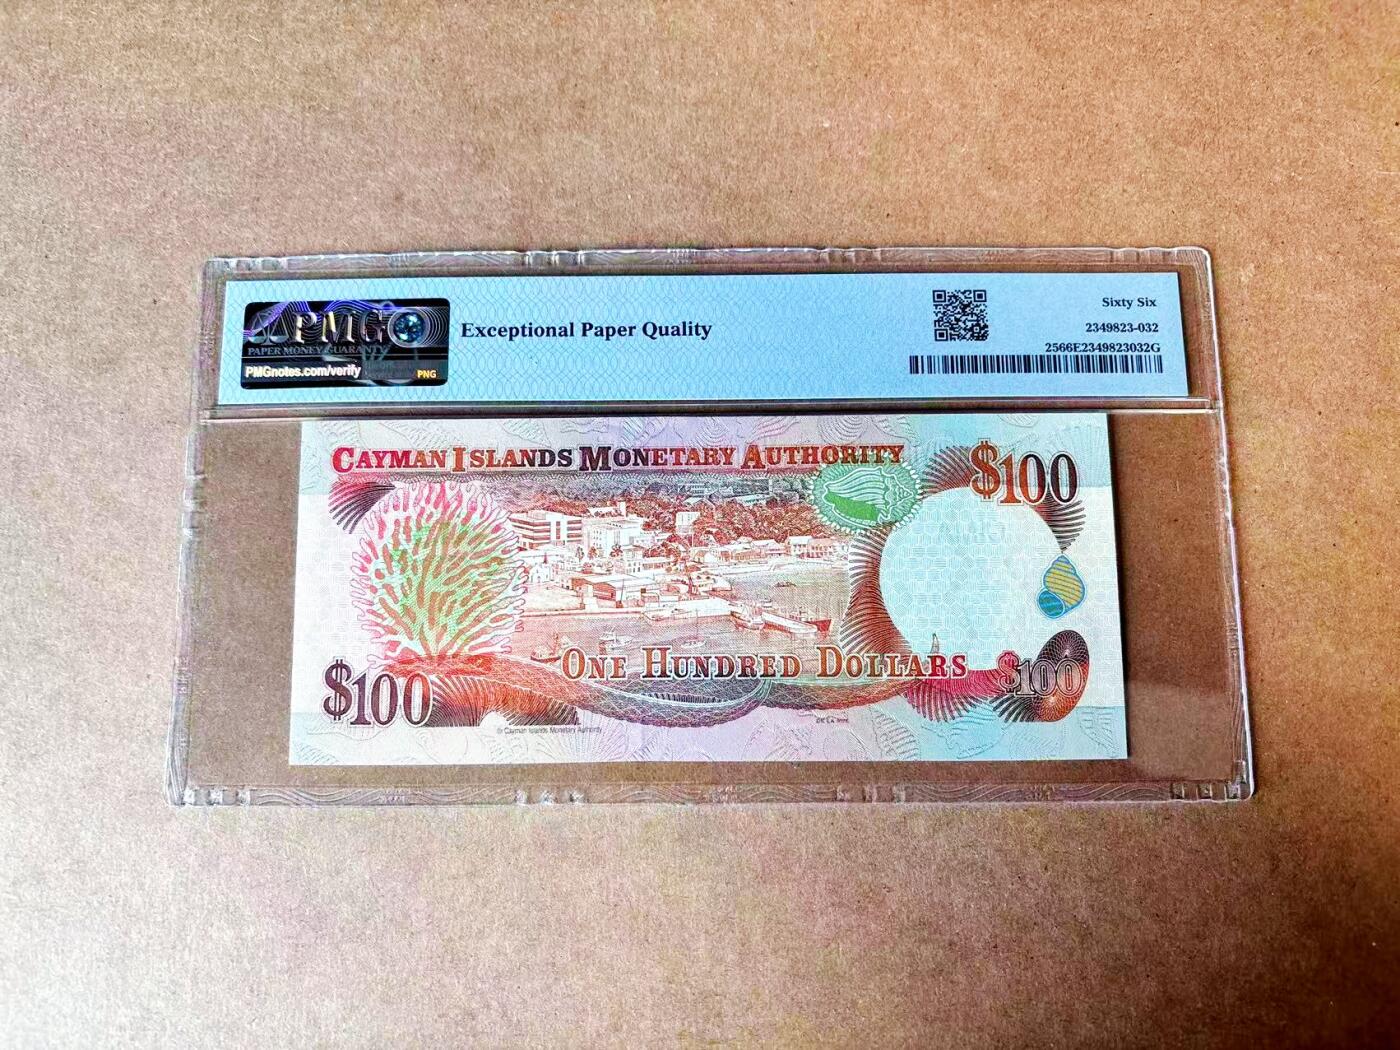 PMG
PAPER MONEY GUARANTY
PMGnotes.com/verify
PNG
Exceptional Paper Quality
Sixty Six
2349823-032
2566E2349823032G
CAYMAN ISLANDS MONETARY AUTHORITY
$100
ONE HUNDRED DOLLARS
$100
$100
© Cayman Islands Monetary Authority